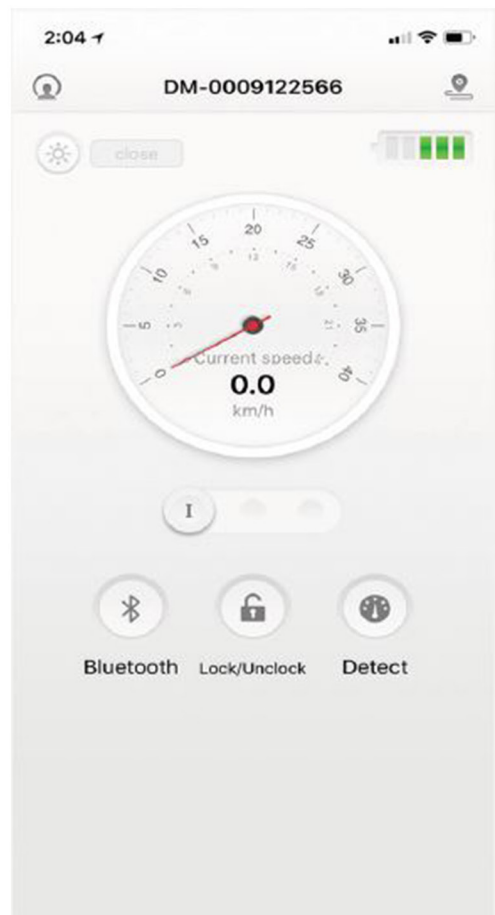 2:04
DM-0009122566
close
0
5
10
15
20
25
30
35
40
Current speed
0.0
km/h
I
Bluetooth
Lock/Unclock
Detect